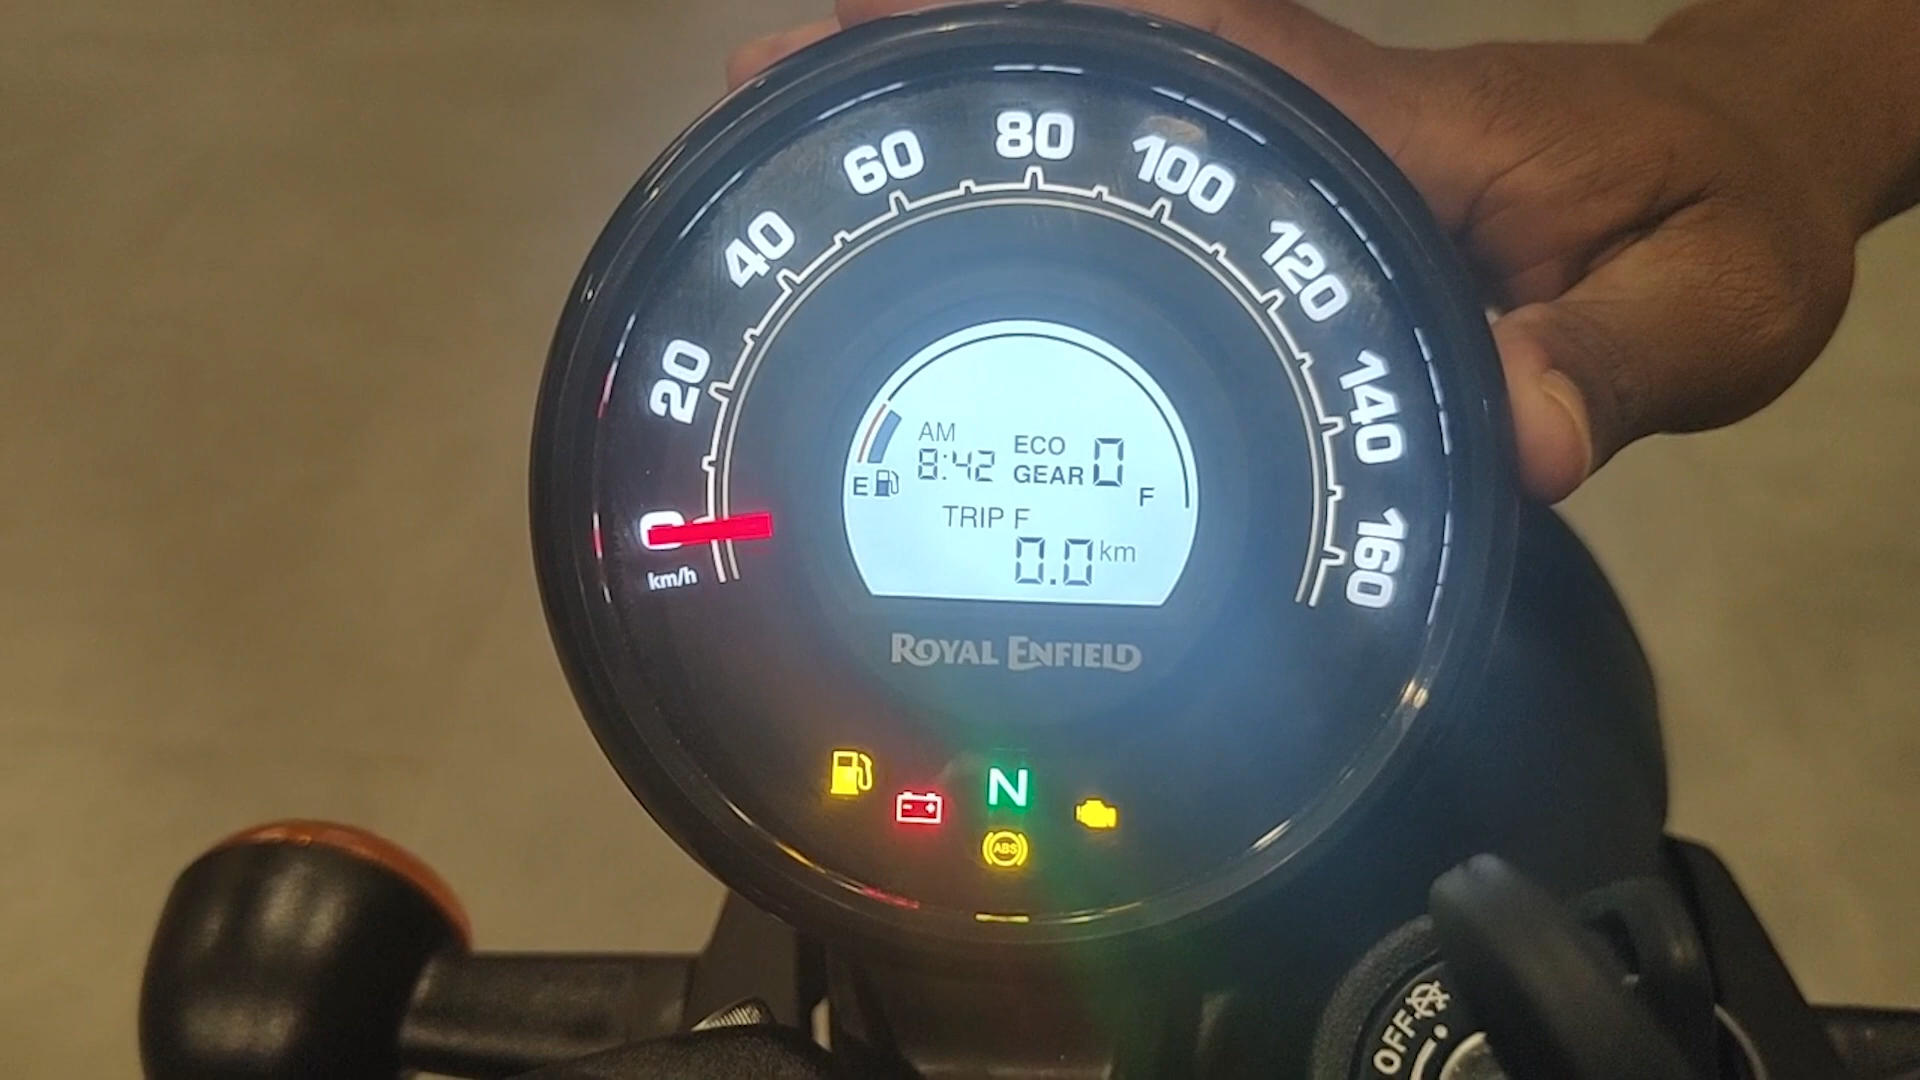 80
60
100
40
120
20
140
0
160
km/h
AM
8:42
ECO
GEAR
0
E
F
TRIP F
0.0 km
ROYAL ENFIELD
N
ABS
OFF